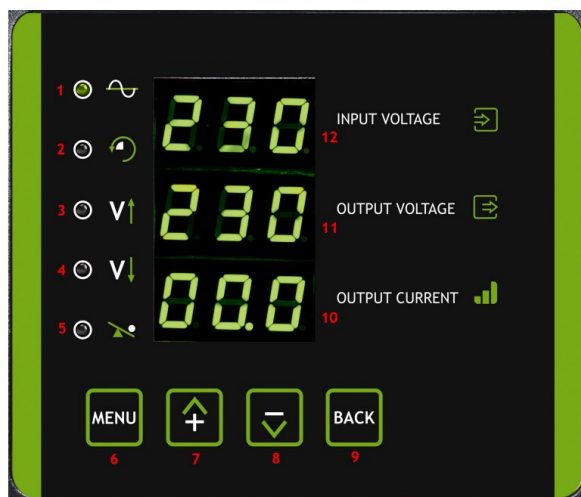 1
230
INPUT VOLTAGE
12
2
3
V
230
OUTPUT VOLTAGE
11
4
V
00.0
OUTPUT CURRENT
10
5
MENU
+
−
BACK
6
7
8
9